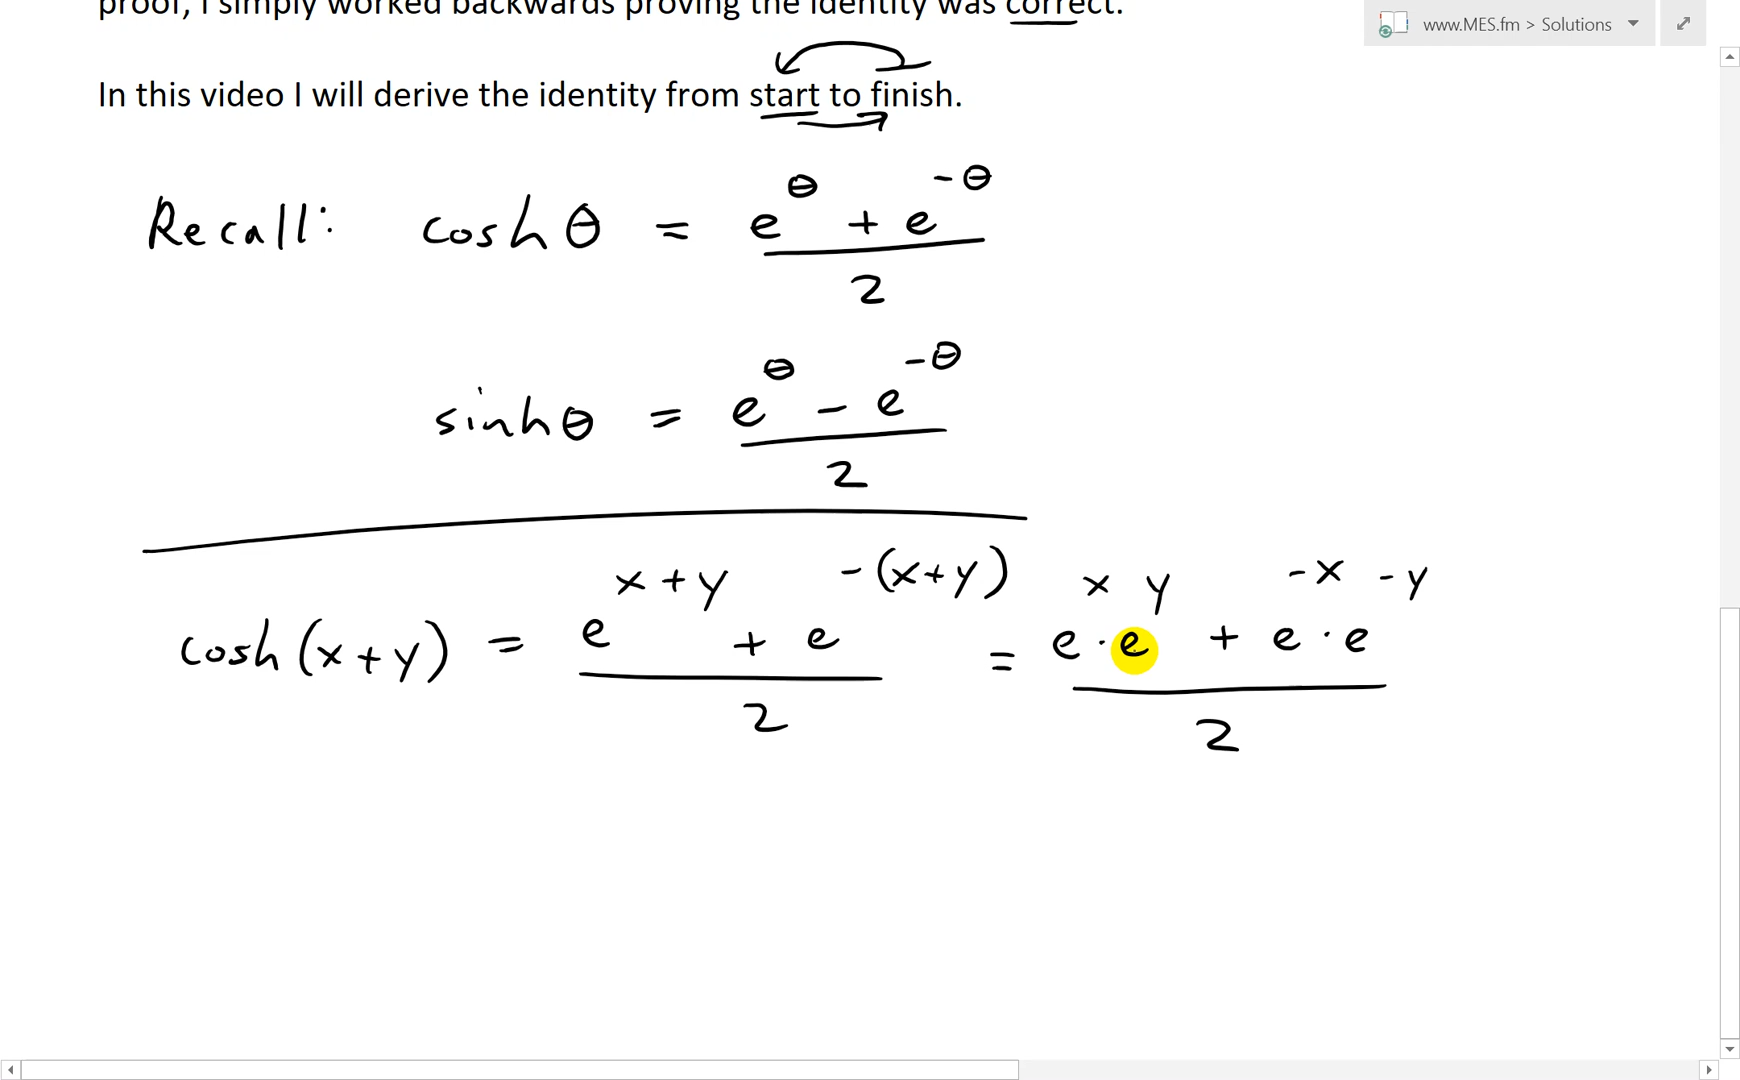 proof, I simply worked backwards proving the identity was correct.
www.MES.fm > Solutions
In this video I will derive the identity from start to finish.
Recall: cosh θ = (e^θ + e^-θ)/2
sinh θ = (e^θ - e^-θ)/2
cosh(x+y) = (e^(x+y) + e^-(x+y))/2 = (e^x · e^y + e^-x · e^-y)/2